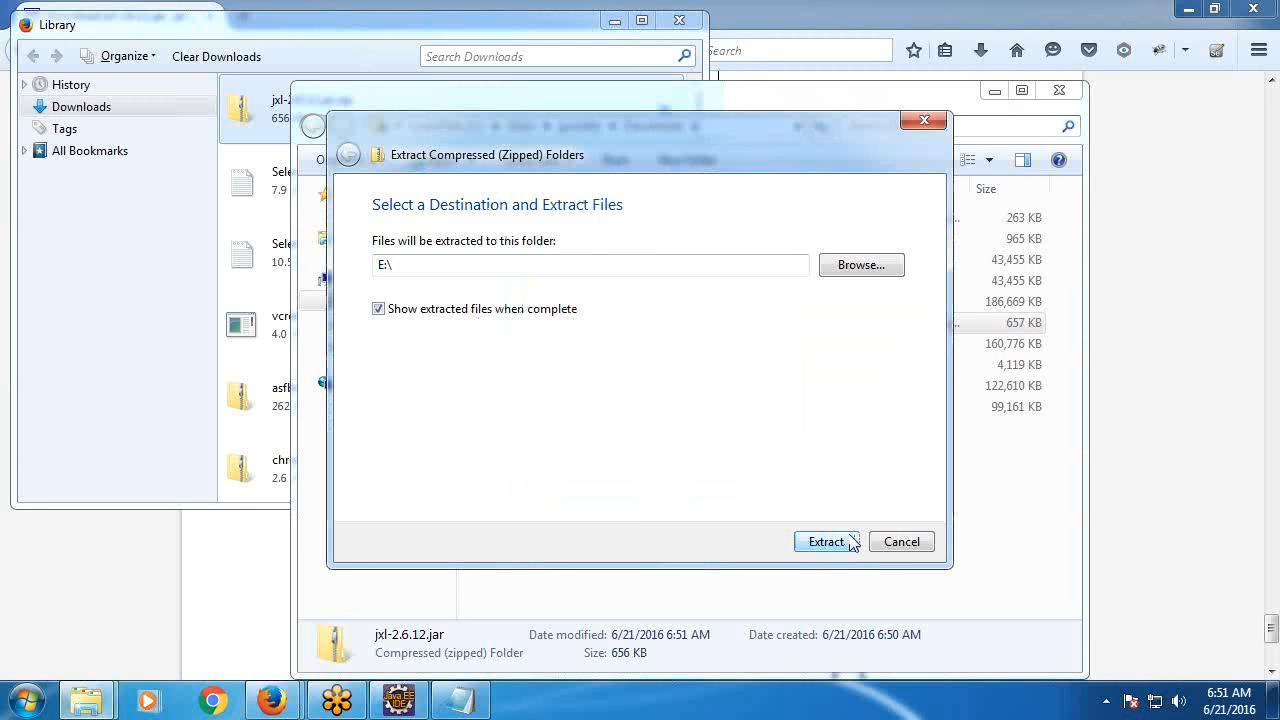 Library
Organize
Clear Downloads
Search Downloads
Search
History
Downloads
Tags
All Bookmarks
jxl-2
656
Sele
7.9
Sele
10.5
vcre
4.0
asfb
262
chr
2.6
Extract Compressed (Zipped) Folders
Select a Destination and Extract Files
Files will be extracted to this folder:
E:\
Browse...
Show extracted files when complete
Extract
Cancel
Size
263 KB
965 KB
43,455 KB
43,455 KB
186,669 KB
657 KB
160,776 KB
4,119 KB
122,610 KB
99,161 KB
jxl-2.6.12.jar
Date modified: 6/21/2016 6:51 AM
Date created: 6/21/2016 6:50 AM
Compressed (zipped) Folder
Size: 656 KB
Java EE
IDE
6:51 AM
6/21/2016